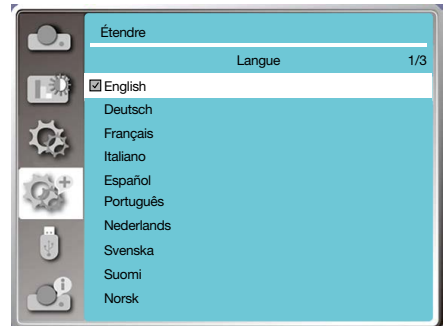 Étendre
Langue 1/3
English
Deutsch
Français
Italiano
Español
Português
Nederlands
Svenska
Suomi
Norsk